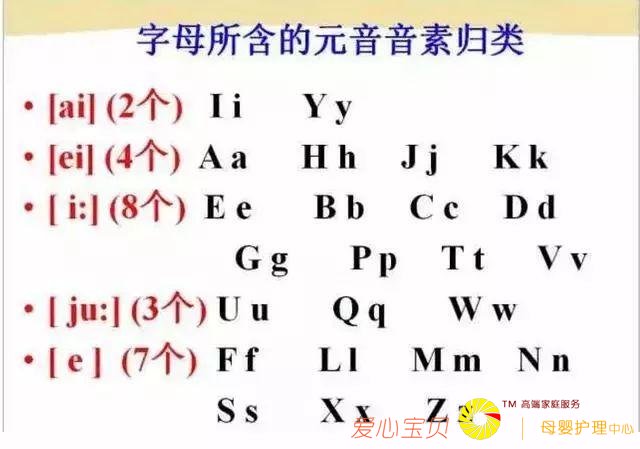 字母所含的元音音素归类
• [ai] (2个) I i Y y
• [ei] (4个) A a H h J j K k
• [ i:] (8个) E e B b C c D d
G g P p T t V v
• [ ju:] (3个) U u Q q W w
• [ e ] (7个) F f L l M m N n
S s X x Z z
爱心宝贝
TM 高端家庭服务
母婴护理中心